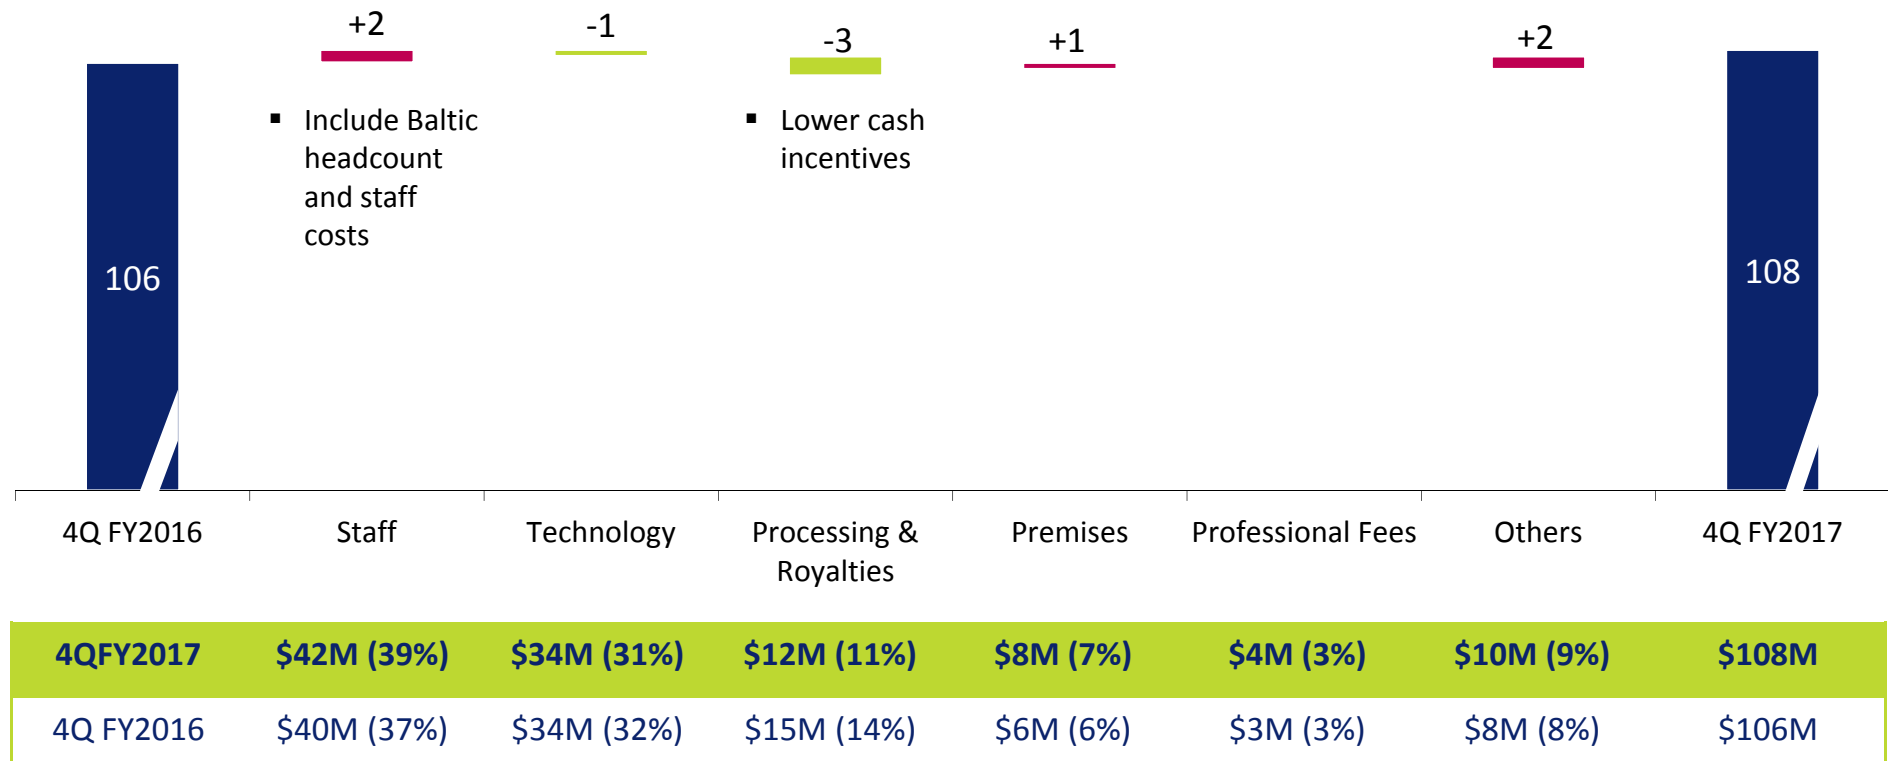 +2
-1
-3
+1
+2
▪ Include Baltic
headcount
and staff
costs
▪ Lower cash
incentives
106
108
4Q FY2016
Staff
Technology
Processing &
Royalties
Premises
Professional Fees
Others
4Q FY2017
4QFY2017 $42M (39%) $34M (31%) $12M (11%) $8M (7%) $4M (3%) $10M (9%) $108M
4Q FY2016 $40M (37%) $34M (32%) $15M (14%) $6M (6%) $3M (3%) $8M (8%) $106M